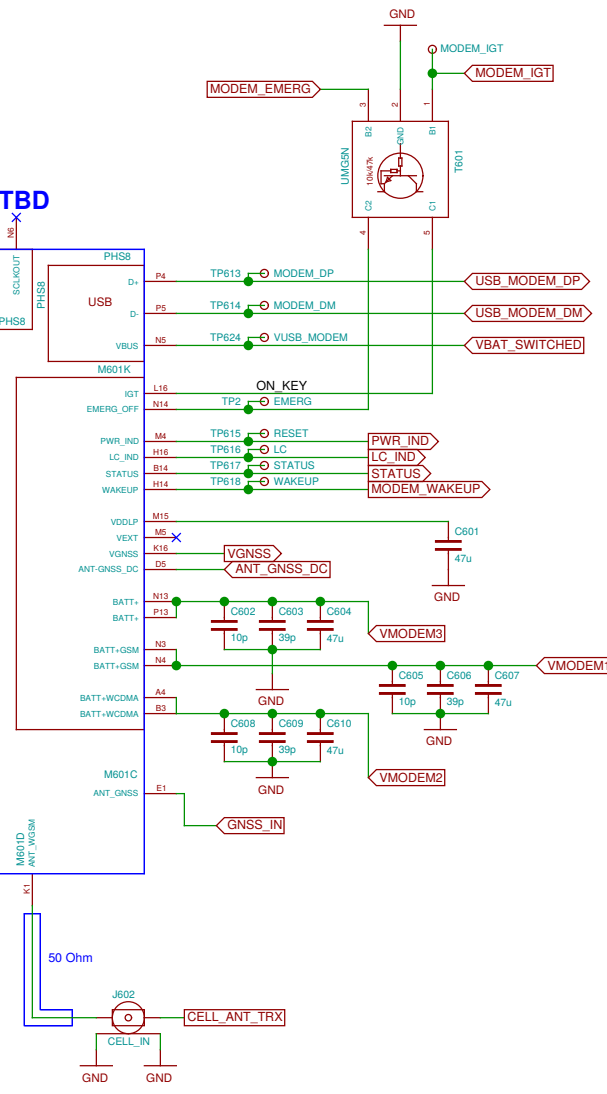 GND
MODEM_IGT
MODEM_IGT
MODEM_EMERG
3
2
1
B2
GND
B1
UMG5N
10k/47k
T601
C2
C1
4
5
TBD
N6
SCLKOUT
PHS8
PHS8
PHS8
USB
D+
P4
TP613
MODEM_DP
USB_MODEM_DP
D-
P5
TP614
MODEM_DM
USB_MODEM_DM
VBUS
N5
TP624
VUSB_MODEM
VBAT_SWITCHED
M601K
IGT
L16
ON_KEY
EMERG_OFF
N14
TP2
EMERG
PWR_IND
M4
TP615
RESET
PWR_IND
LC_IND
H16
TP616
LC
LC_IND
STATUS
B14
TP617
STATUS
STATUS
WAKEUP
H14
TP618
WAKEUP
MODEM_WAKEUP
VDDLP
M15
C601
47u
GND
VEXT
M5
VGNSS
K16
VGNSS
ANT-GNSS_DC
D5
ANT_GNSS_DC
BATT+
N13
BATT+
P13
C602
C603
C604
10p
39p
47u
VMODEM3
GND
BATT+GSM
N3
BATT+GSM
N4
VMODEM1
C605
C606
C607
10p
39p
47u
GND
BATT+WCDMA
A4
BATT+WCDMA
B3
C608
C609
C610
10p
39p
47u
VMODEM2
GND
M601C
ANT_GNSS
E1
GNSS_IN
M601D
ANT_WGSM
K1
50 Ohm
J602
CELL_ANT_TRX
CELL_IN
GND
GND